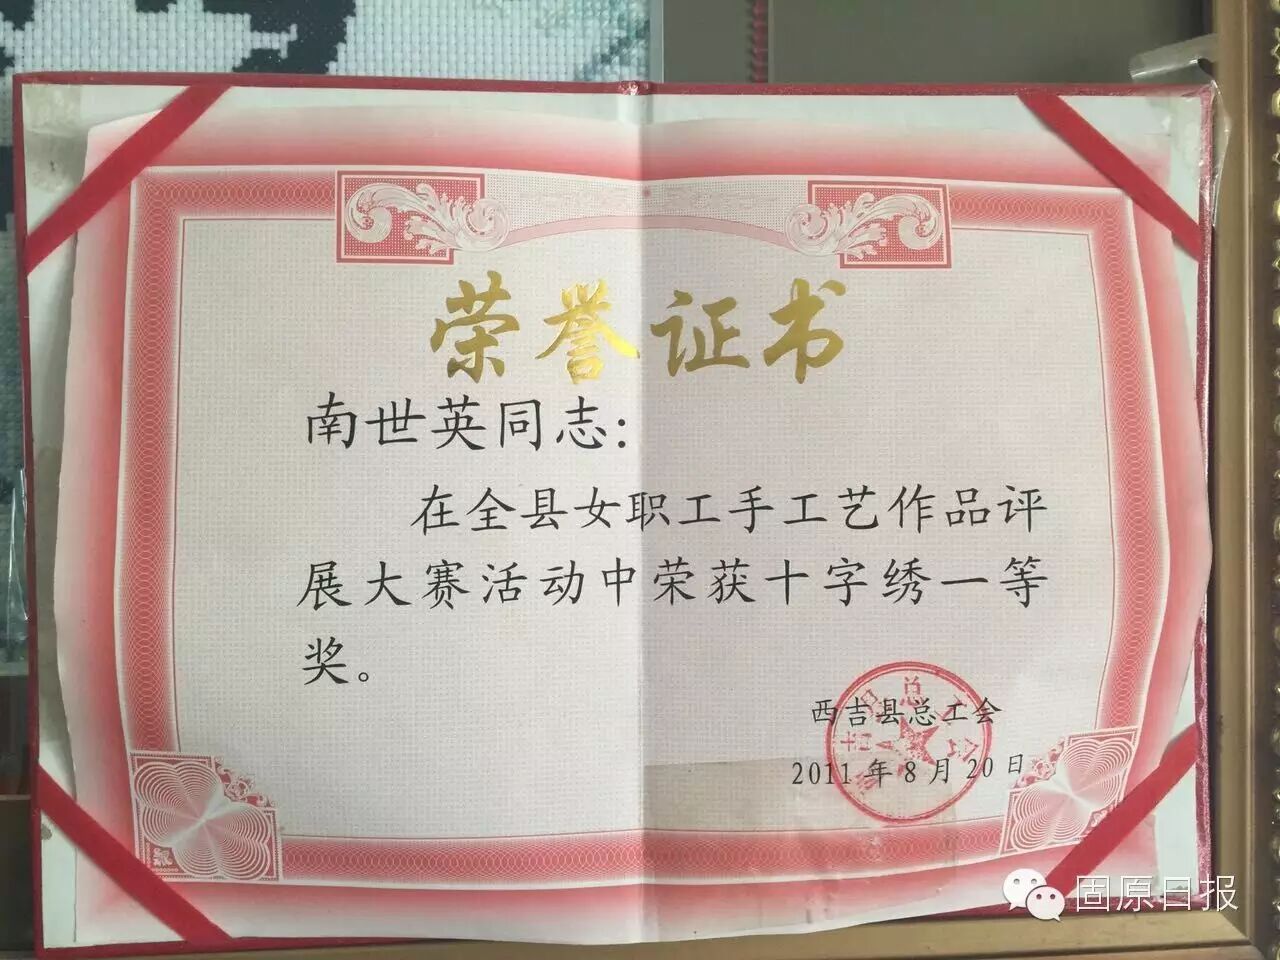 荣誉证书
南世英同志:
在全县女职工手工艺作品评
展大赛活动中荣获十字绣一等
奖。
西吉县总工会
2011年8月20日
固原日报